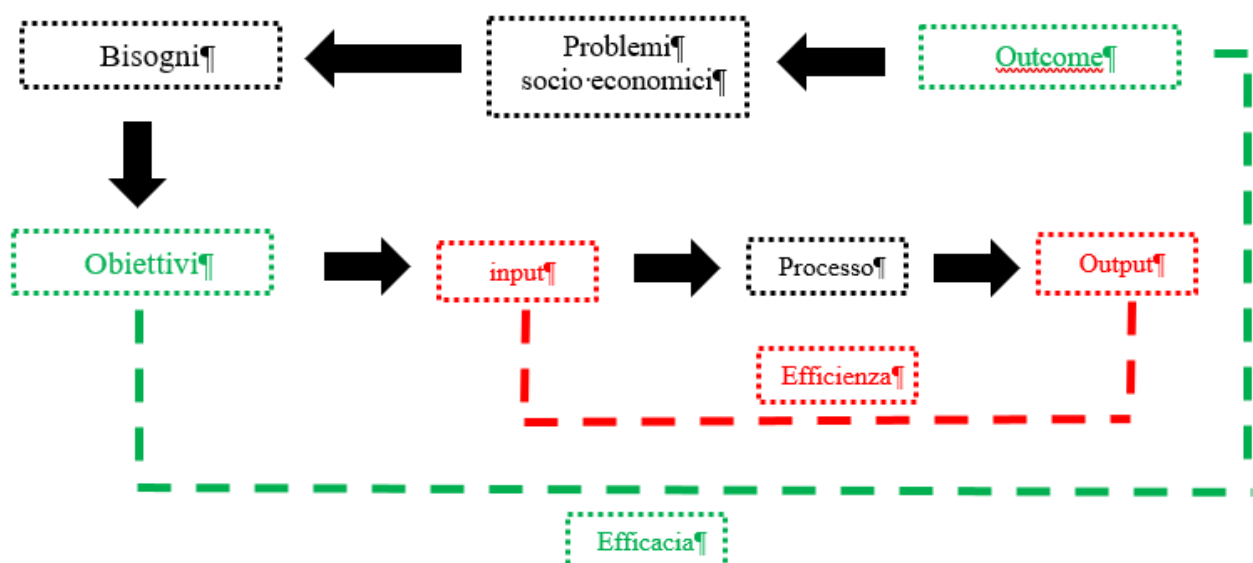 Bisogni¶
Problemi¶
socio·economici¶
Outcome¶
Obiettivi¶
input¶
Processo¶
Output¶
Efficienza¶
Efficacia¶